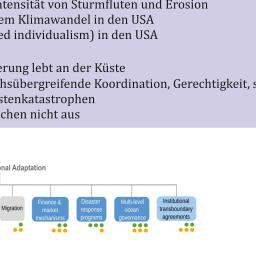 ntensität von Sturmfluten und Erosion
em Klimawandel in den USA
ed individualism) in den USA
erung lebt an der Küste
hsübergreifende Koordination, Gerechtigkeit, s
stenkatastrophen
chen nicht aus
nal Adaptation
Migration
Finance &
market
mechanisms
Disaster
response
programs
Multi-level
ocean
governance
Institutional
transboundary
agreements